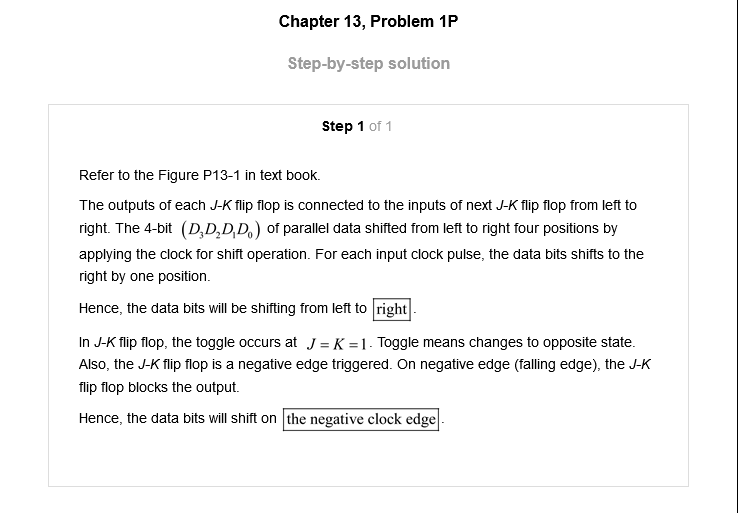 Chapter 13, Problem 1P
Step-by-step solution
Step 1 of 1
Refer to the Figure P13-1 in text book.
The outputs of each J-K flip flop is connected to the inputs of next J-K flip flop from left to
right. The 4-bit (D₃D₂D₁D₀) of parallel data shifted from left to right four positions by
applying the clock for shift operation. For each input clock pulse, the data bits shifts to the
right by one position.
Hence, the data bits will be shifting from left to right.
In J-K flip flop, the toggle occurs at J = K = 1. Toggle means changes to opposite state.
Also, the J-K flip flop is a negative edge triggered. On negative edge (falling edge), the J-K
flip flop blocks the output.
Hence, the data bits will shift on the negative clock edge.